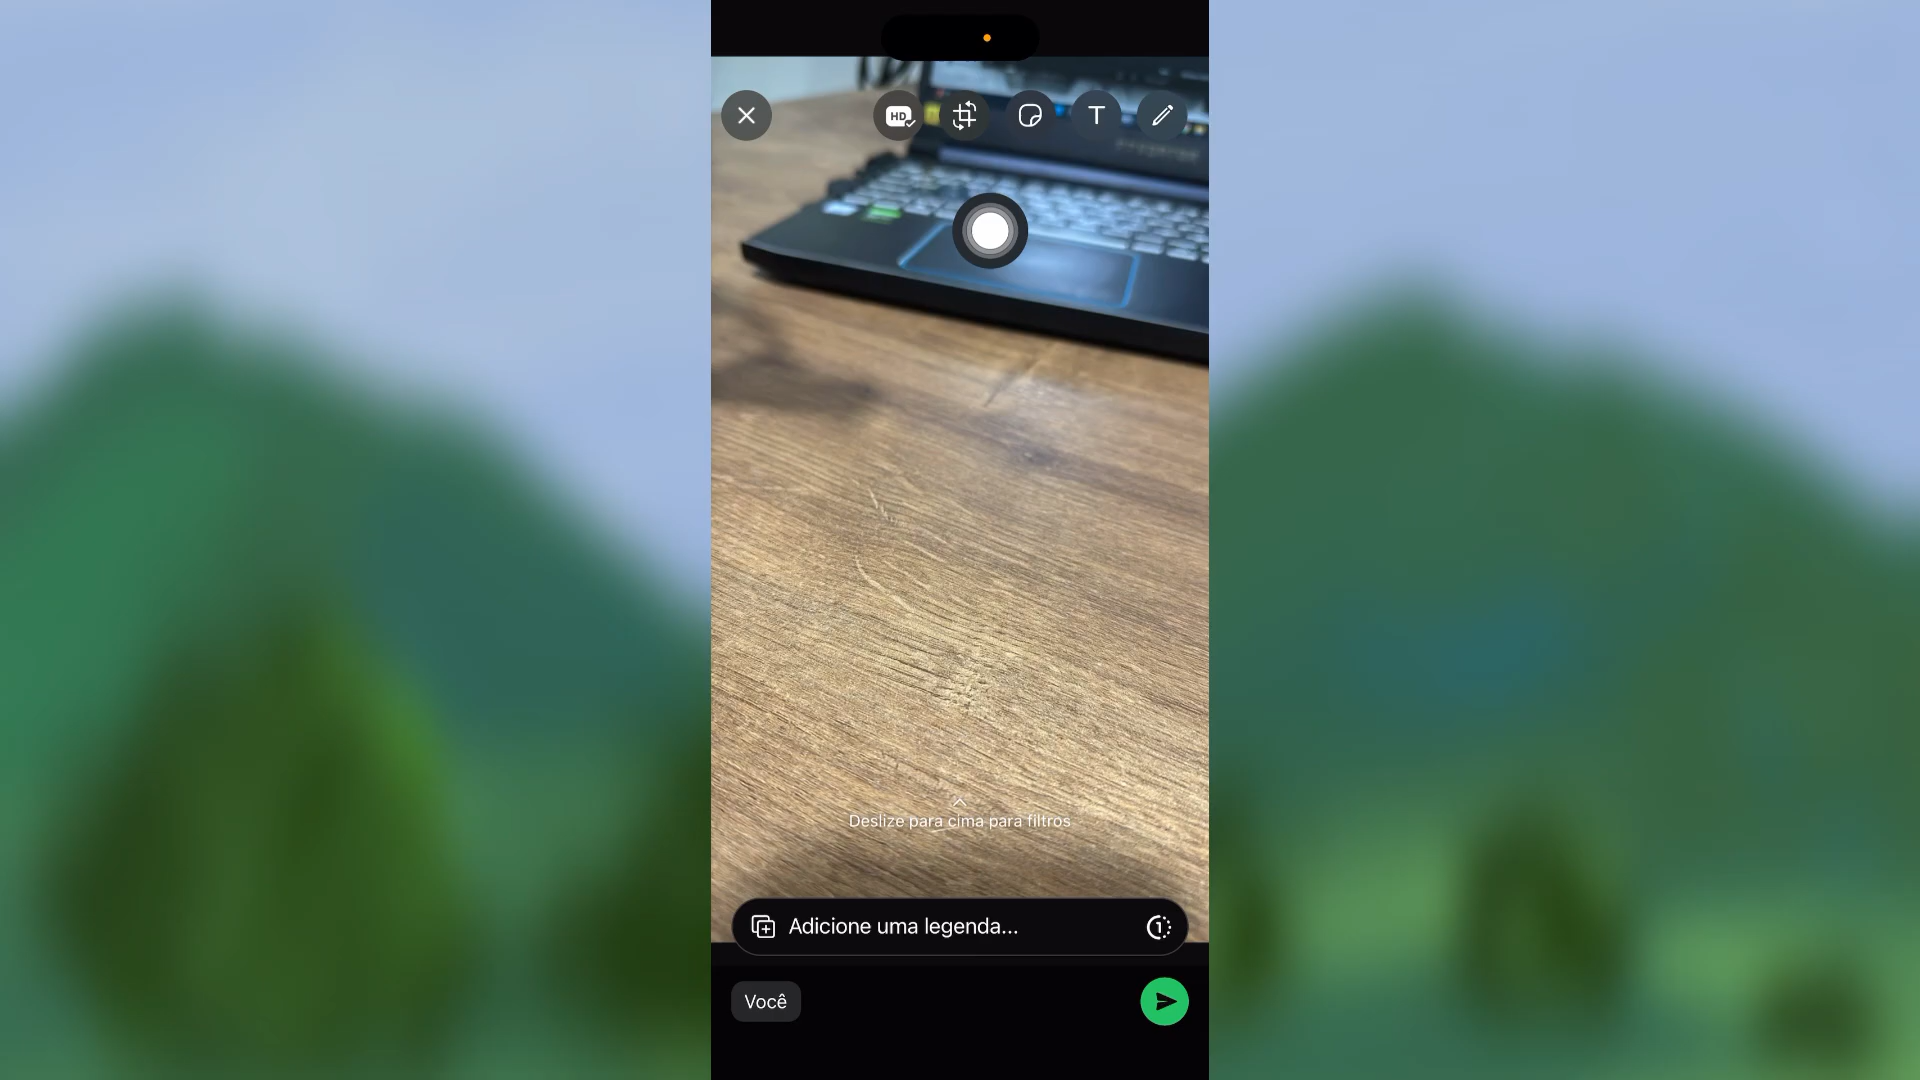 HD
T
Deslize para cima para filtros
Adicione uma legenda...
1
Você